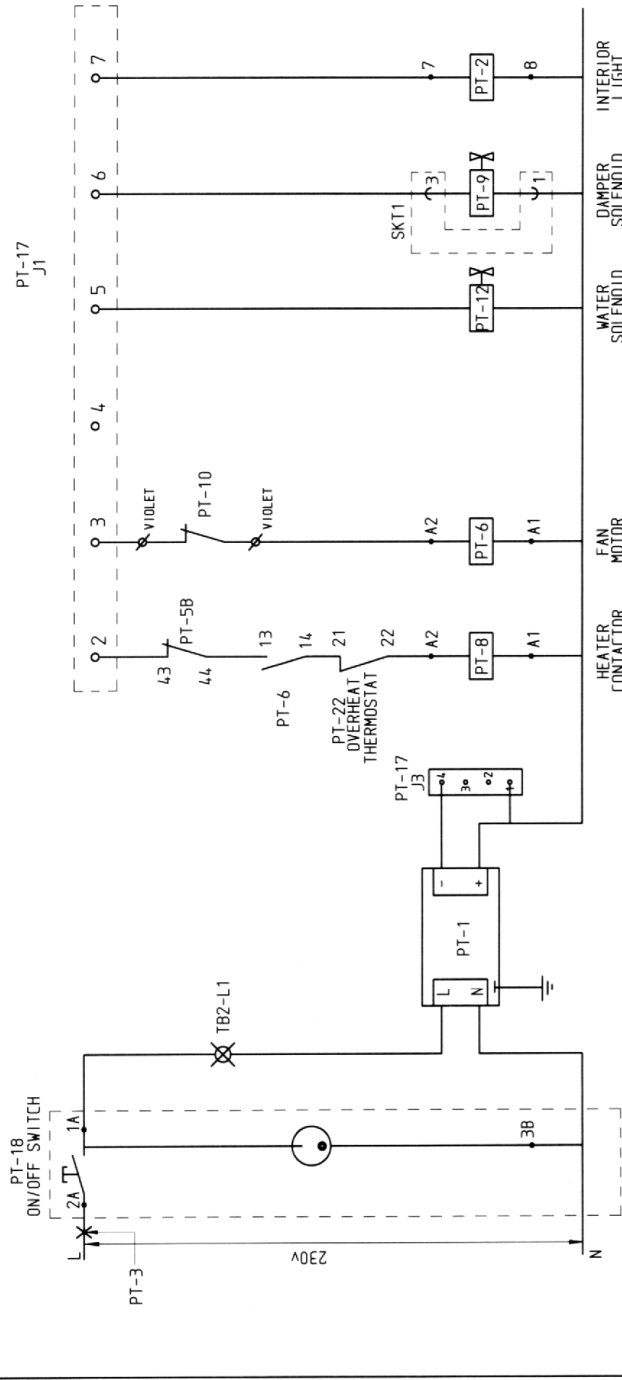 PT-18
ON/OFF SWITCH
2A
1A
L
PT-3
230v
N
3B
TB2-L1
L
N
PT-1
-
+
PT-17
J3
4
3
2
1
PT-17
J1
2
3
4
5
6
7
43
PT-5B
44
13
PT-6
14
21
PT-22
OVERHEAT
THERMOSTAT
22
A2
PT-8
A1
HEATER
CONTACTOR
VIOLET
PT-10
VIOLET
A2
PT-6
A1
FAN
MOTOR
PT-12
WATER
SOLENOID
SKT1
3
PT-9
1
DAMPER
SOLENOID
7
PT-2
8
INTERIOR
LIGHT